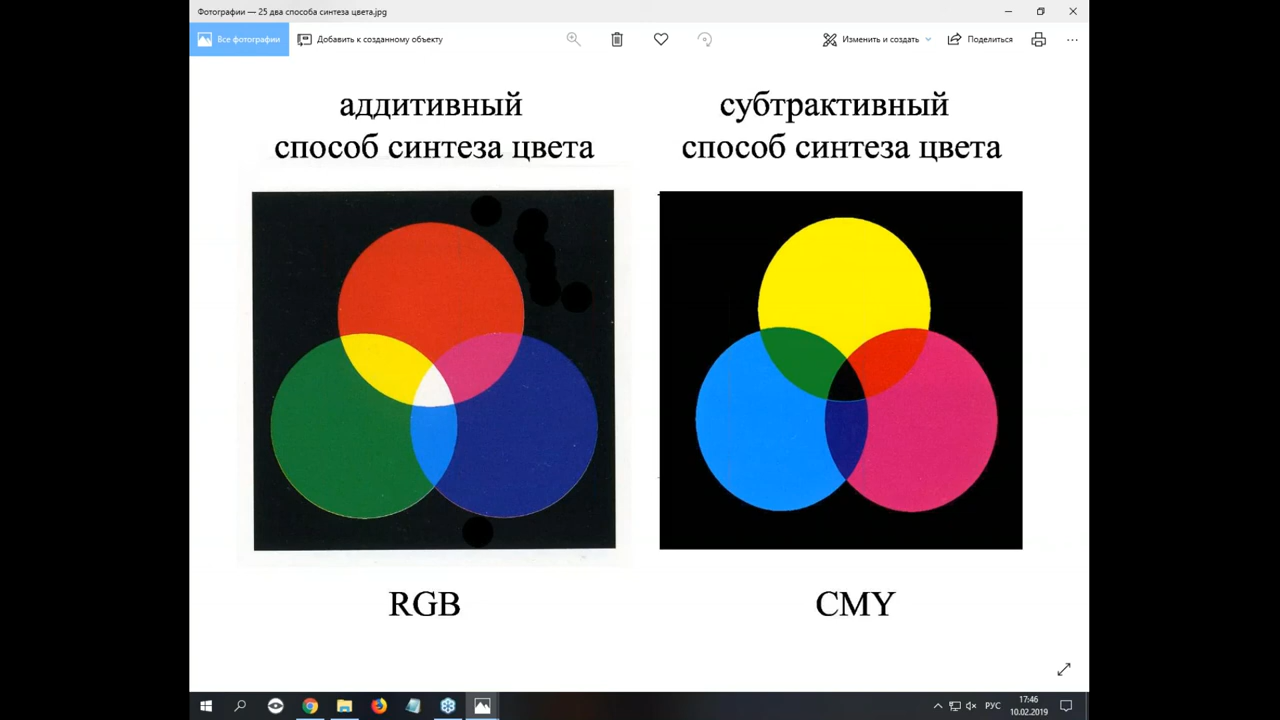 Фотографии — 25 два способа синтеза цвета.jpg
Все фотографии
Добавить к созданному объекту
Изменить и создать
Поделиться
аддитивный
способ синтеза цвета
субтрактивный
способ синтеза цвета
RGB
CMY
РУС
17:46
10.02.2019